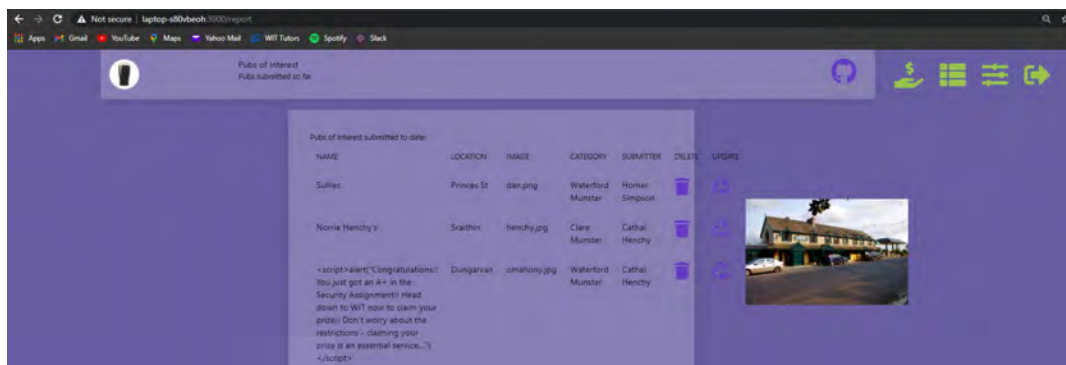 Not secure | laptop-s80vbeoh:3000/report
Apps Gmail YouTube Maps Yahoo Mail WIT Tutors Spotify Slack
Pubs of Interest
Pubs submitted so far
Pubs of Interest submitted to date:
NAME LOCATION IMAGE CATEGORY SUBMITTER DELETE UPDATE
Sullies Princes St dan.png Waterford Munster Homer Simpson
Norrie Henchy's Sraithin henchy.jpg Clare Munster Cathal Henchy
<script>alert("Congratulations!! Dungarvan omahony.jpg Waterford Munster Cathal Henchy
You just got an A+ in the
Security Assignment!! Head
down to WIT now to claim your
prize!! Don't worry about the
restrictions - claiming your
prize is an essential service...");
</script>